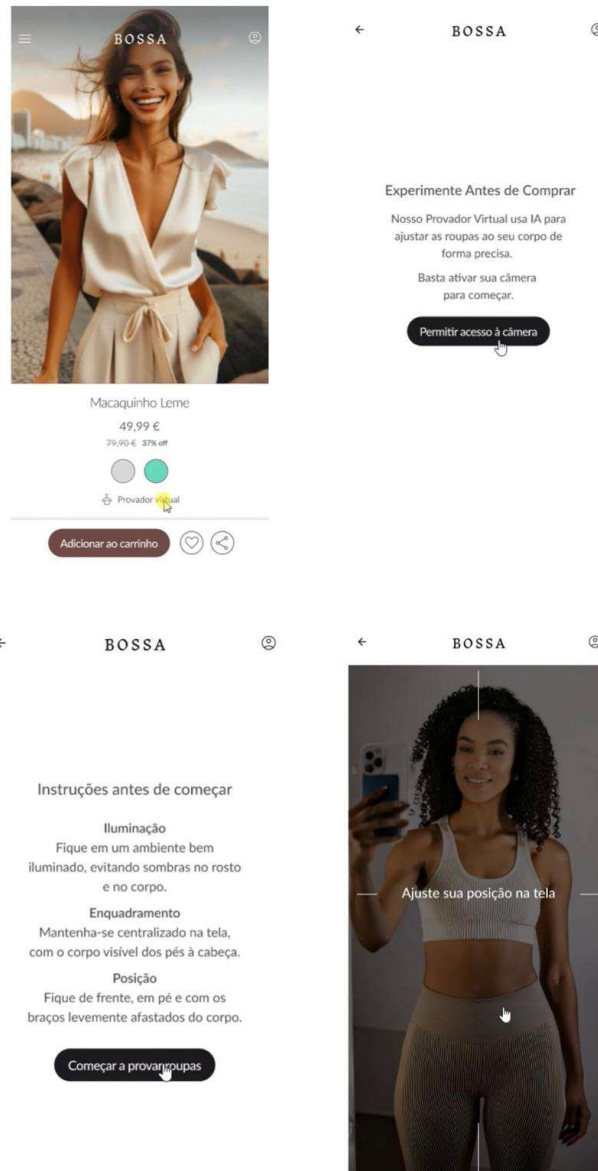 BOSSA
Macaquinho Leme
49,99 €
79,90 € 37% off
Provador virtual
Adicionar ao carrinho
BOSSA
Experimente Antes de Comprar
Nosso Provador Virtual usa IA para
ajustar as roupas ao seu corpo de
forma precisa.
Basta ativar sua câmera
para começar.
Permitir acesso à câmera
BOSSA
Instruções antes de começar
Iluminação
Fique em um ambiente bem
iluminado, evitando sombras no rosto
e no corpo.
Enquadramento
Mantenha-se centralizado na tela,
com o corpo visível dos pés à cabeça.
Posição
Fique de frente, em pé e com os
braços levemente afastados do corpo.
Começar a provar roupas
BOSSA
Ajuste sua posição na tela